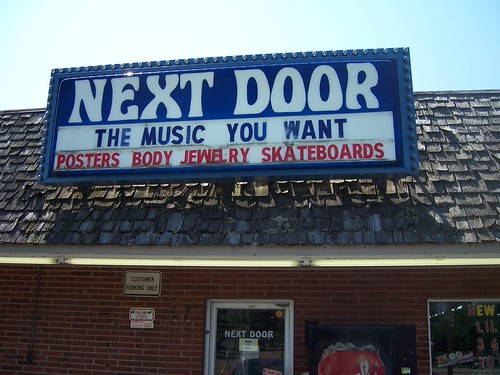 NEXT DOOR
THE MUSIC YOU WANT
POSTERS BODY JEWELRY SKATEBOARDS
CUSTOMER
PARKING ONLY
NEXT DOOR
NEW